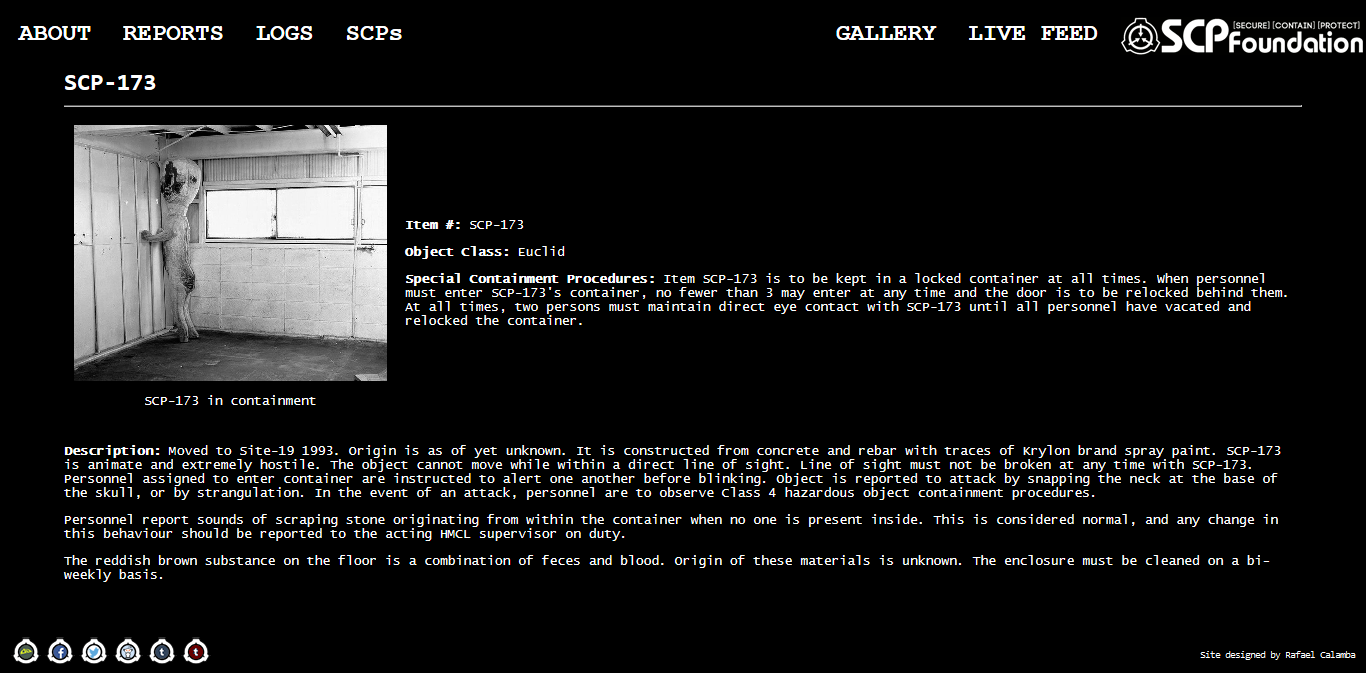 ABOUT REPORTS LOGS SCPs GALLERY LIVE FEED SCP [SECURE] [CONTAIN] [PROTECT] Foundation
SCP-173
Item #: SCP-173
Object Class: Euclid
Special Containment Procedures: Item SCP-173 is to be kept in a locked container at all times. When personnel
must enter SCP-173's container, no fewer than 3 may enter at any time and the door is to be relocked behind them.
At all times, two persons must maintain direct eye contact with SCP-173 until all personnel have vacated and
relocked the container.
SCP-173 in containment
Description: Moved to Site-19 1993. Origin is as of yet unknown. It is constructed from concrete and rebar with traces of Krylon brand spray paint. SCP-173
is animate and extremely hostile. The object cannot move while within a direct line of sight. Line of sight must not be broken at any time with SCP-173.
Personnel assigned to enter container are instructed to alert one another before blinking. Object is reported to attack by snapping the neck at the base of
the skull, or by strangulation. In the event of an attack, personnel are to observe Class 4 hazardous object containment procedures.
Personnel report sounds of scraping stone originating from within the container when no one is present inside. This is considered normal, and any change in
this behaviour should be reported to the acting HMCL supervisor on duty.
The reddish brown substance on the floor is a combination of feces and blood. Origin of these materials is unknown. The enclosure must be cleaned on a bi-
weekly basis.
f t t
Site designed by Rafael Calamba